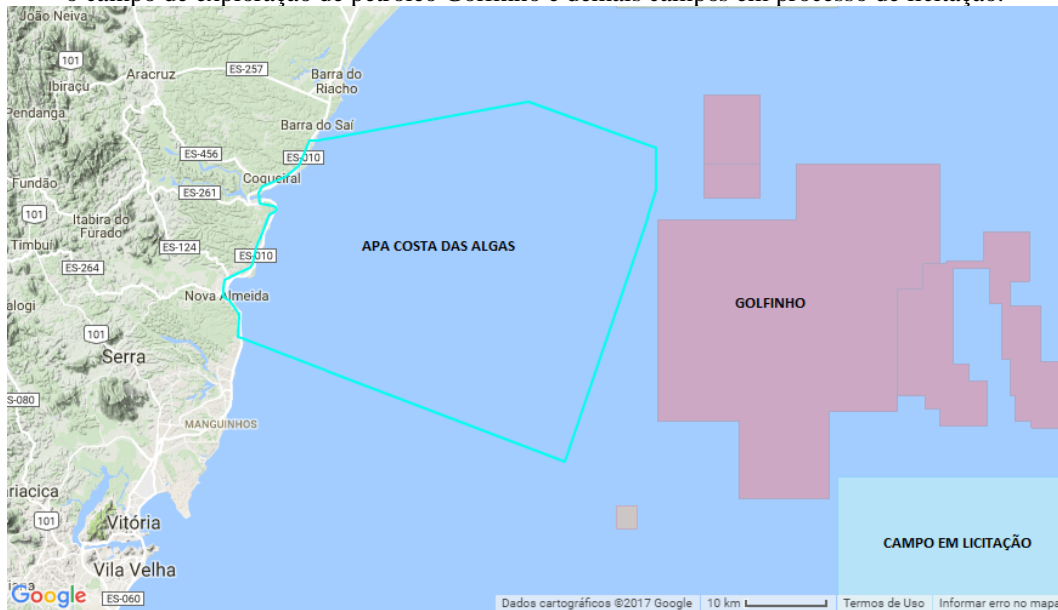 o campo de exploração de petróleo Golfinho e demais campos em processo de licitação.
João Neiva
101
Ibiraçu
Aracruz
ES-257
Barra do
Riacho
Pendanga
Barra do Saí
ES-456
ES-010
Coqueiral
Fundão
ES-261
101
Itabira do
Furado
Timbuí
ES-124
ES-010
APA COSTA DAS ALGAS
ES-264
Nova Almeida
GOLFINHO
101
Serra
ES-080
MANGUINHOS
101
Vitória
CAMPO EM LICITAÇÃO
Vila Velha
Google
ES-060
Dados cartográficos ©2017 Google
10 km
Termos de Uso
Informar erro no mapa